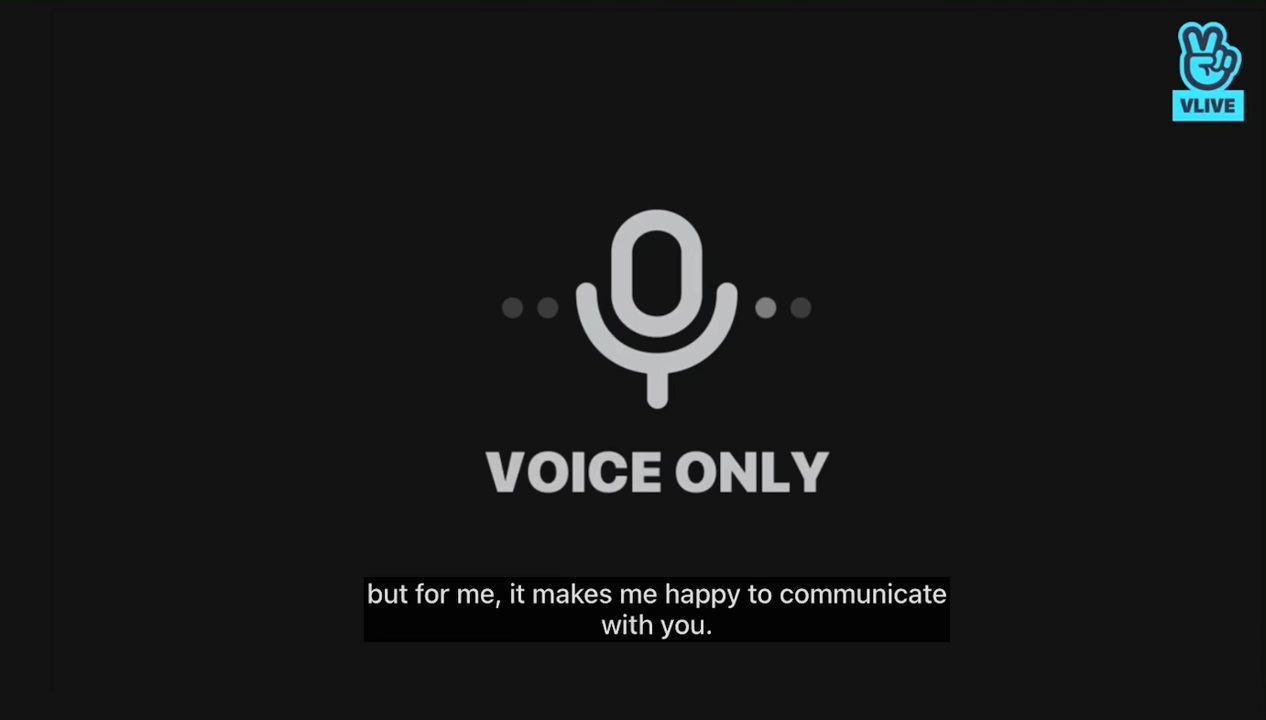 VLIVE
VOICE ONLY
but for me, it makes me happy to communicate
with you.